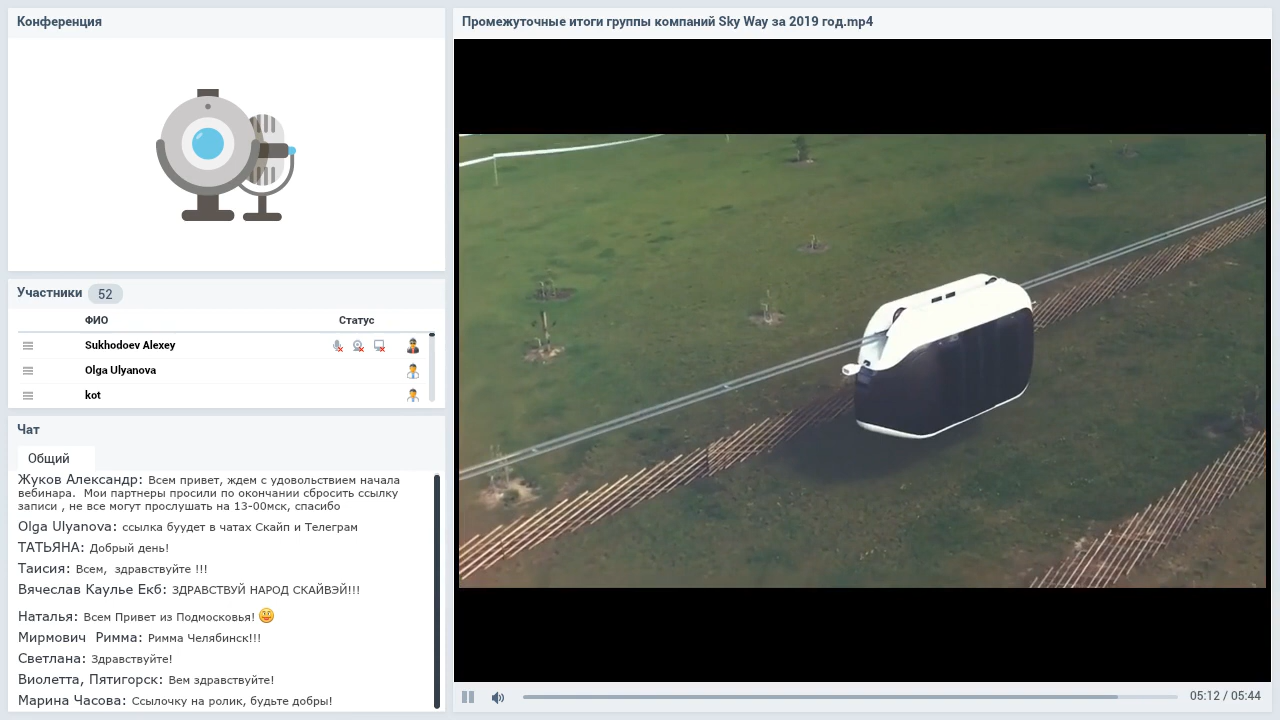 Конференция
Промежуточные итоги группы компаний Sky Way за 2019 год.mp4
Участники 52
ФИО Статус
Sukhodoev Alexey
Olga Ulyanova
kot
Чат
Общий
Жуков Александр: Всем привет, ждем с удовольствием начала
вебинара.  Мои партнеры просили по окончании сбросить ссылку
записи , не все могут прослушать на 13-00мск, спасибо
Olga Ulyanova: ссылка буудет в чатах Скайп и Телеграм
ТАТЬЯНА: Добрый день!
Таисия: Всем,  здравствуйте !!!
Вячеслав Каулье Екб: ЗДРАВСТВУЙ НАРОД СКАЙВЭЙ!!!
Наталья: Всем Привет из Подмосковья!
Мирмович  Римма: Римма Челябинск!!!
Светлана: Здравствуйте!
Виолетта, Пятигорск: Вем здравствуйте!
Марина Часова: Ссылочку на ролик, будьте добры!
05:12 / 05:44